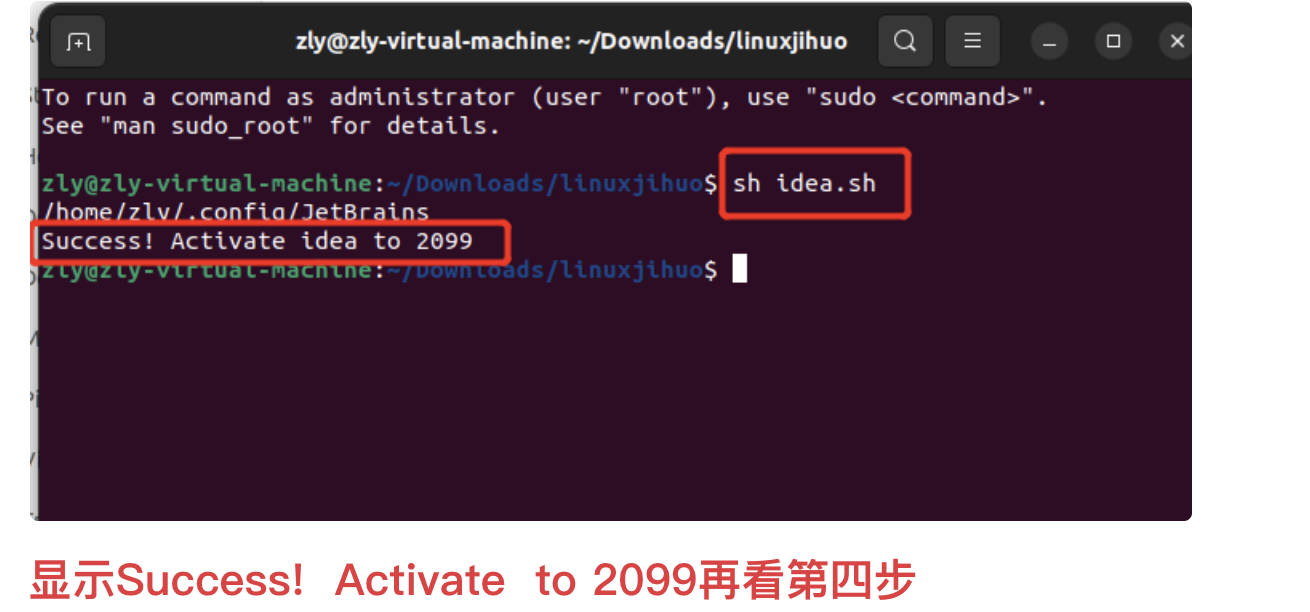 zly@zly-virtual-machine: ~/Downloads/linuxjihuo
To run a command as administrator (user "root"), use "sudo <command>".
See "man sudo_root" for details.
zly@zly-virtual-machine:~/Downloads/linuxjihuo$ sh idea.sh
/home/zly/.config/JetBrains
Success! Activate idea to 2099
zly@zly-virtual-machine:~/Downloads/linuxjihuo$
显示Success! Activate to 2099再看第四步